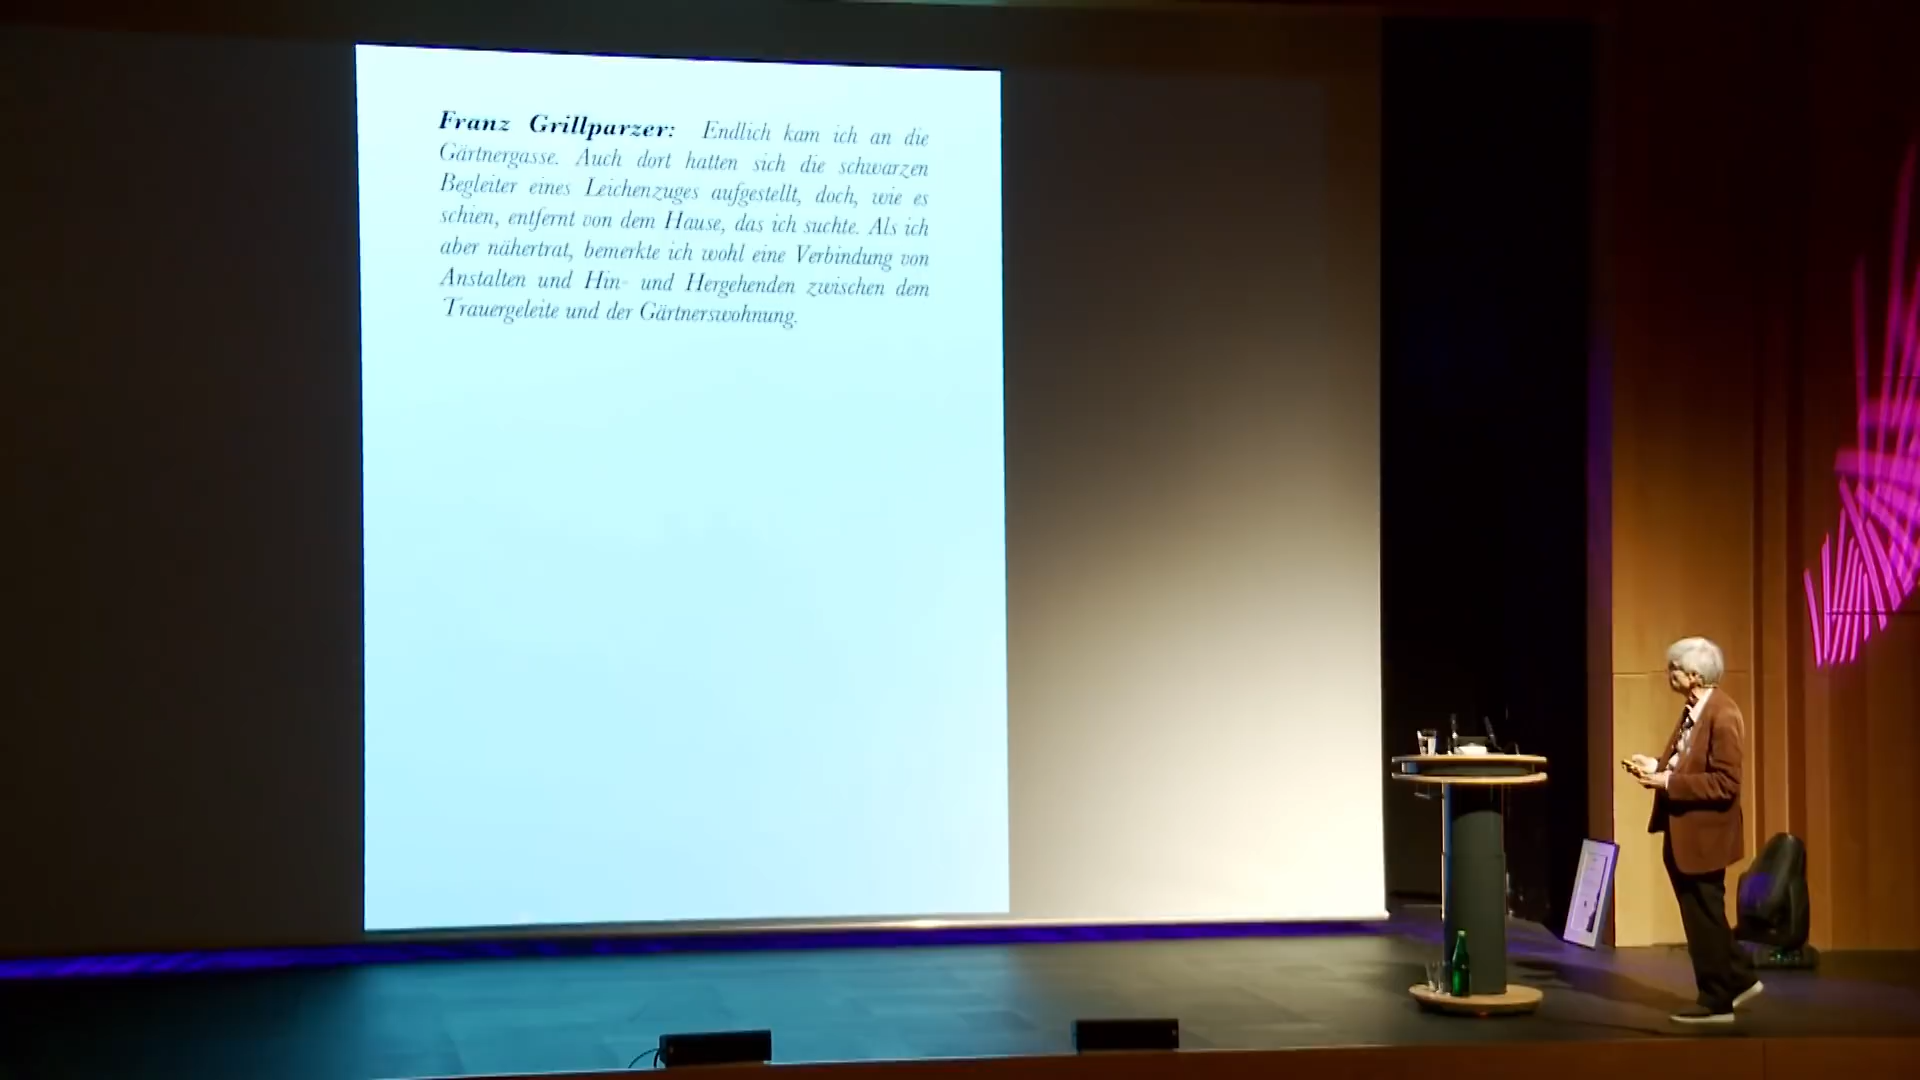 Franz Grillparzer: Endlich kam ich an die
Gärtnergasse. Auch dort hatten sich die schwarzen
Begleiter eines Leichenzuges aufgestellt, doch, wie es
schien, entfernt von dem Hause, das ich suchte. Als ich
aber nähertrat, bemerkte ich wohl eine Verbindung von
Anstalten und Hin- und Hergehenden zwischen dem
Trauergeleite und der Gärtnerswohnung.